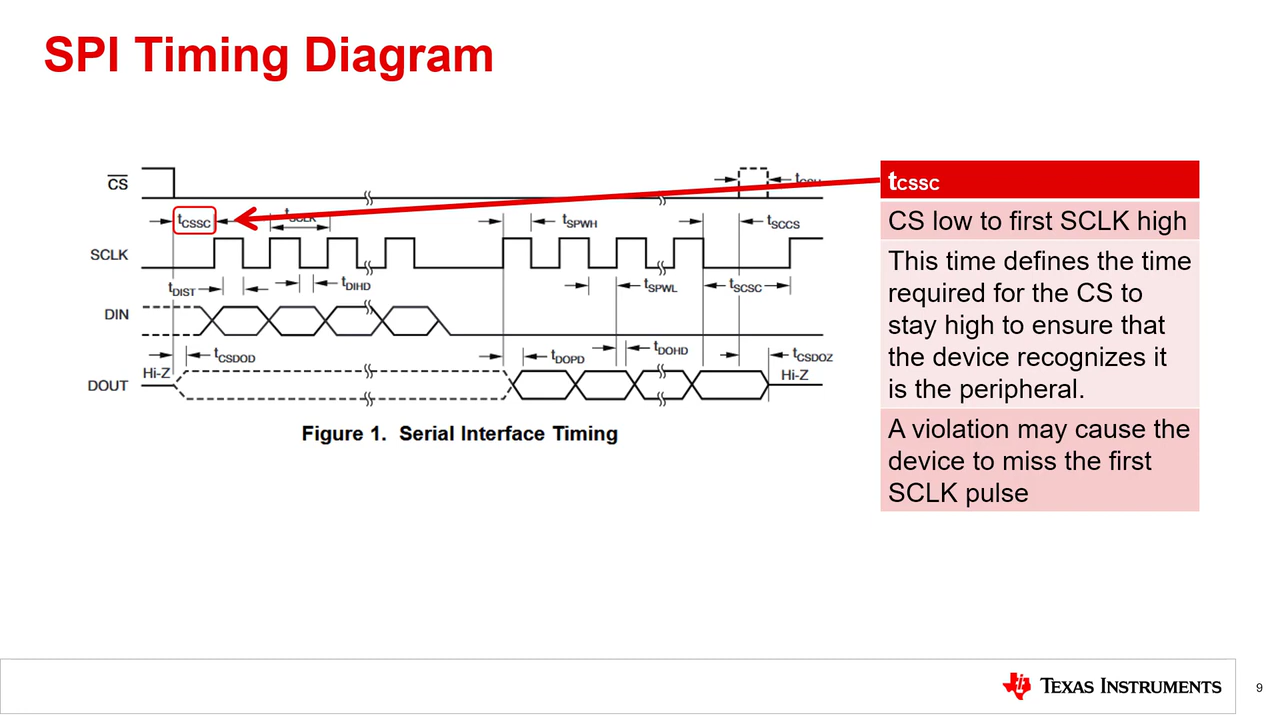 SPI Timing Diagram
CS
tCSSC
tSPWH
tSCCS
SCLK
tDIST
tDIHD
tSPWL
tSCSC
DIN
tCSDOD
tDOPD
tDOHD
tCSDOZ
Hi-Z
Hi-Z
DOUT
Figure 1. Serial Interface Timing
tCSSC
CS low to first SCLK high
This time defines the time
required for the CS to
stay high to ensure that
the device recognizes it
is the peripheral.
A violation may cause the
device to miss the first
SCLK pulse
TEXAS INSTRUMENTS
9